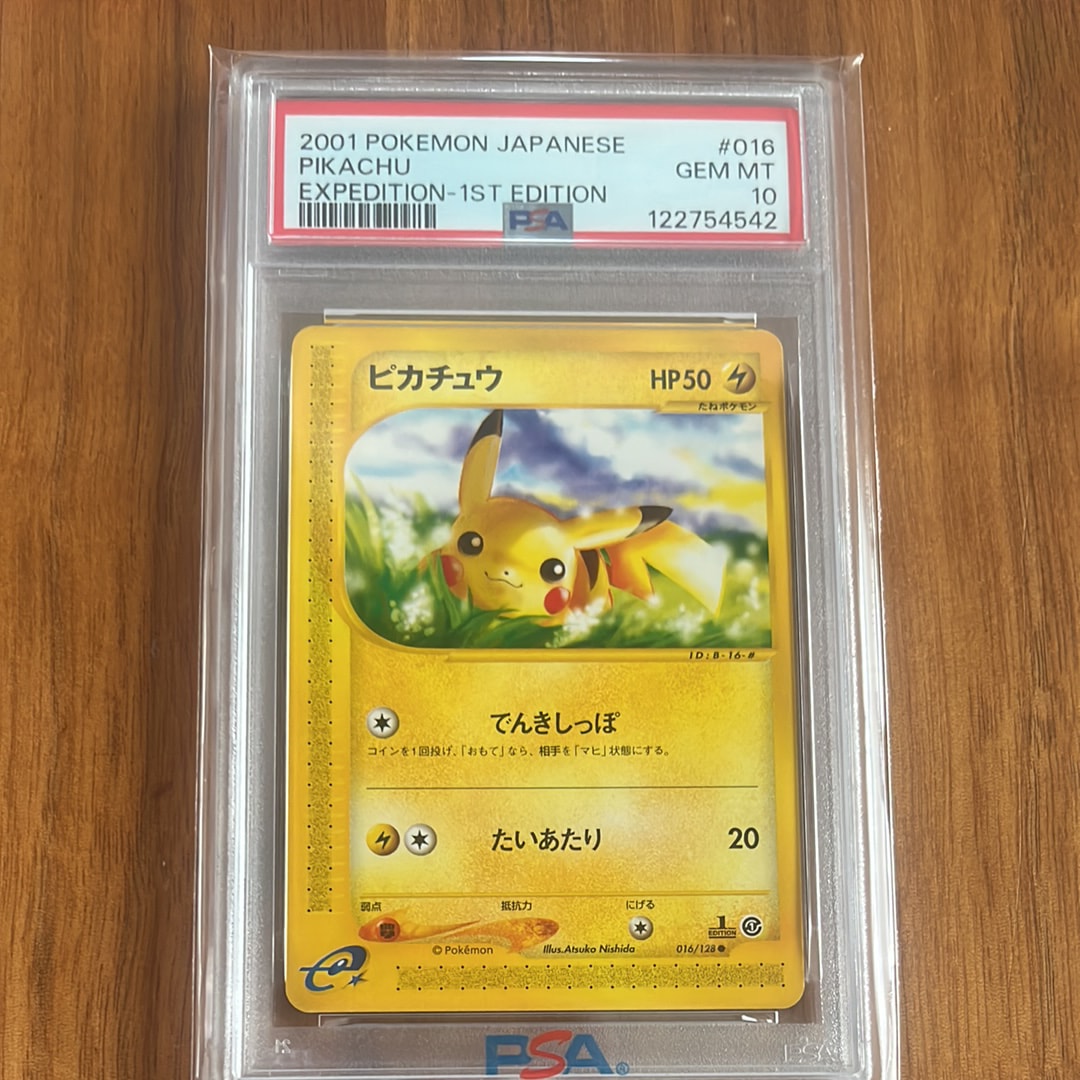 2001 POKEMON JAPANESE #016
PIKACHU GEM MT
EXPEDITION-1ST EDITION 10
PSA 122754542
ピカチュウ HP50
たねポケモン
ID:B-16-#
でんきしっぽ
コインを1回投げ、「おもて」なら、相手を「マヒ」状態にする。
たいあたり 20
弱点 抵抗力 にげる
1 EDITION
© Pokémon Illus.Atsuko Nishida 016/128
e
PSA®
PSA